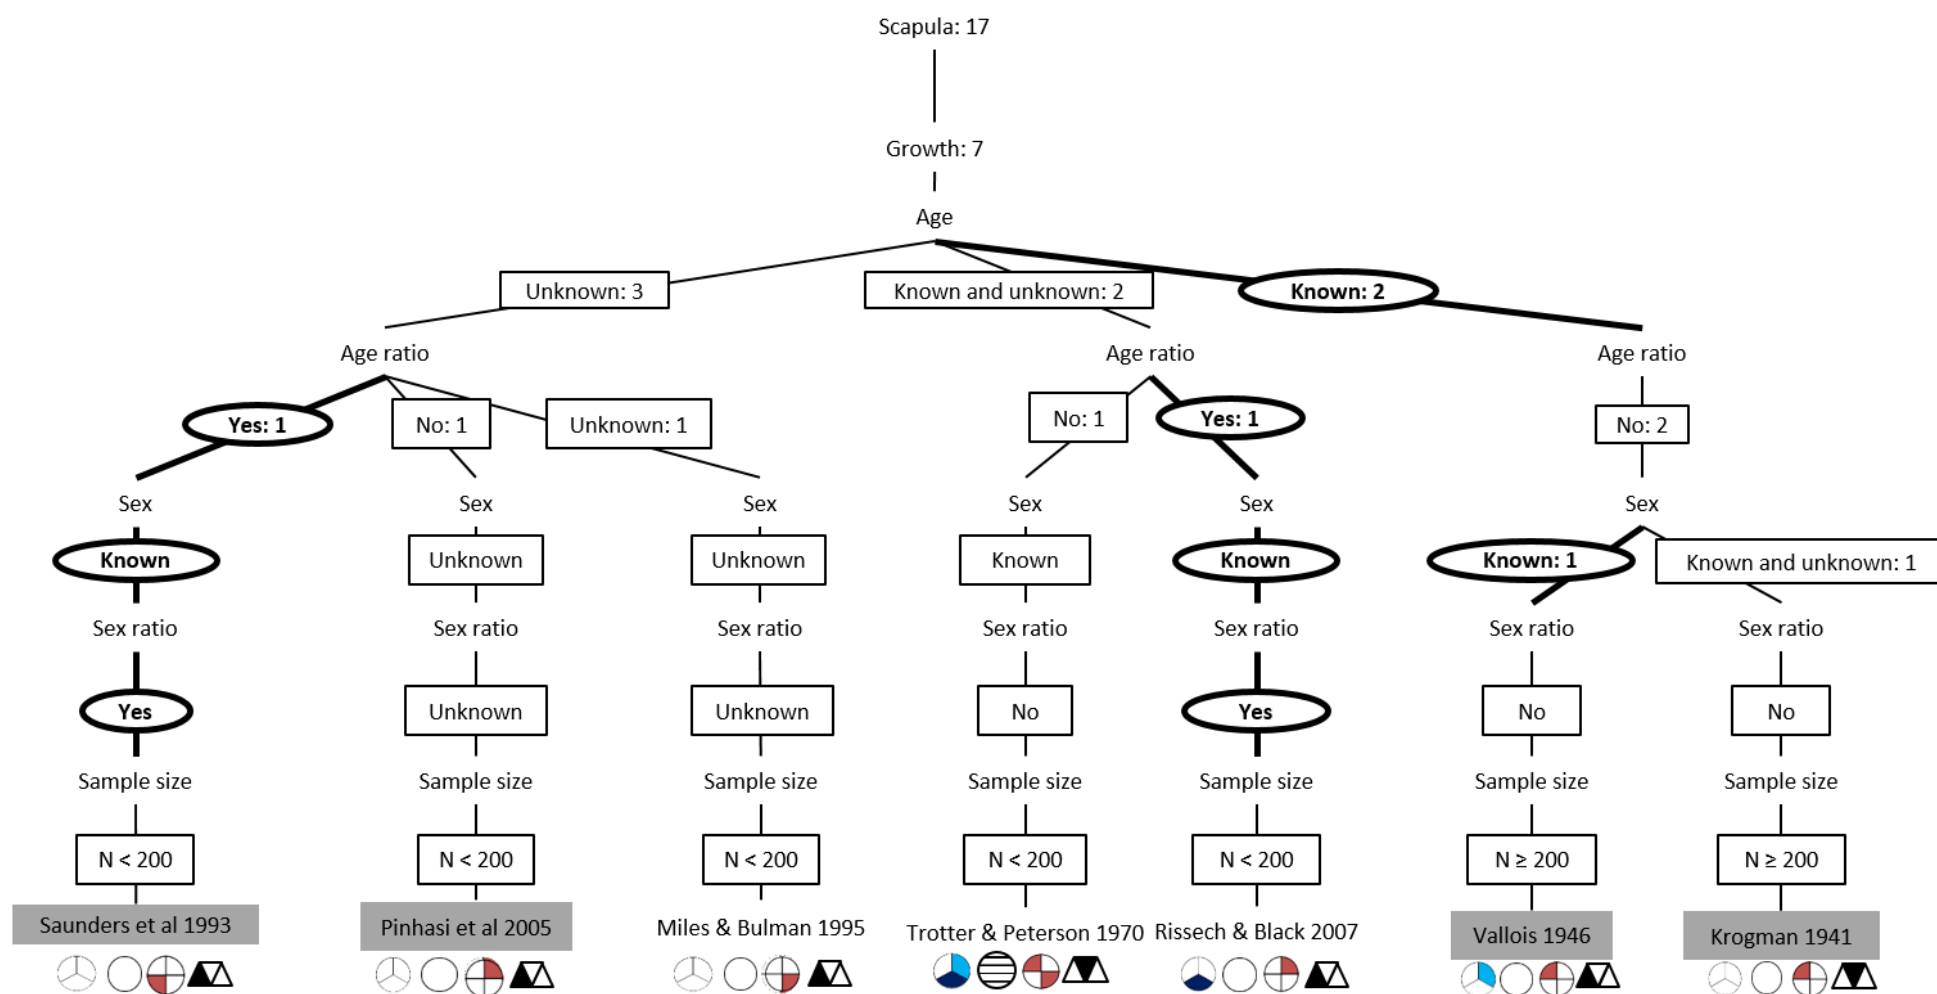 Scapula: 17
Growth: 7
Age
Unknown: 3
Known and unknown: 2
Known: 2
Age ratio
Age ratio
Age ratio
Yes: 1
No: 1
Unknown: 1
No: 1
Yes: 1
No: 2
Sex
Sex
Sex
Sex
Sex
Sex
Known
Unknown
Unknown
Known
Known
Known: 1
Known and unknown: 1
Sex ratio
Sex ratio
Sex ratio
Sex ratio
Sex ratio
Sex ratio
Sex ratio
Yes
Unknown
Unknown
No
Yes
No
No
Sample size
Sample size
Sample size
Sample size
Sample size
Sample size
Sample size
N < 200
N < 200
N < 200
N < 200
N < 200
N ≥ 200
N ≥ 200
Saunders et al 1993
Pinhasi et al 2005
Miles & Bulman 1995
Trotter & Peterson 1970
Rissech & Black 2007
Vallois 1946
Krogman 1941